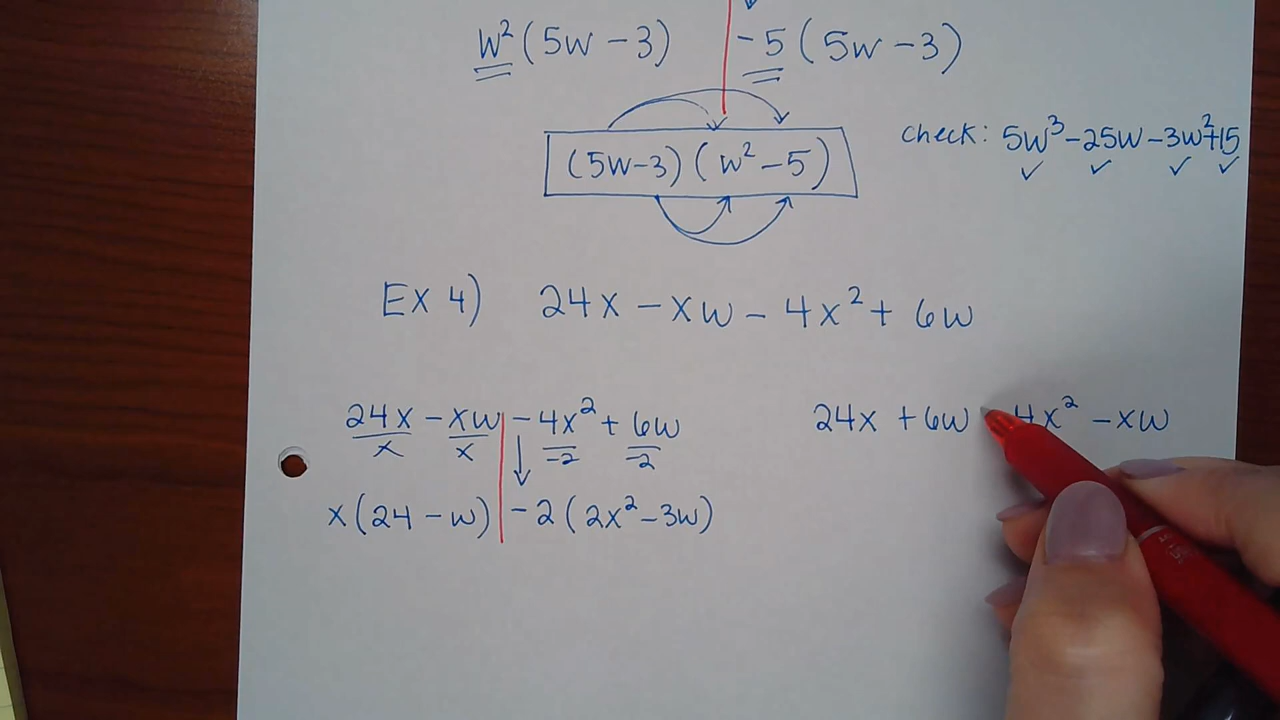 w²(5w-3) -5(5w-3)
(5w-3)(w²-5)
check: 5w³-25w-3w²+15
✓ ✓ ✓ ✓
Ex 4) 24x - xw - 4x² + 6w
24x - xw - 4x² + 6w
x x -2 -2
x(24-w) -2(2x²-3w)
24x + 6w 4x² - xw